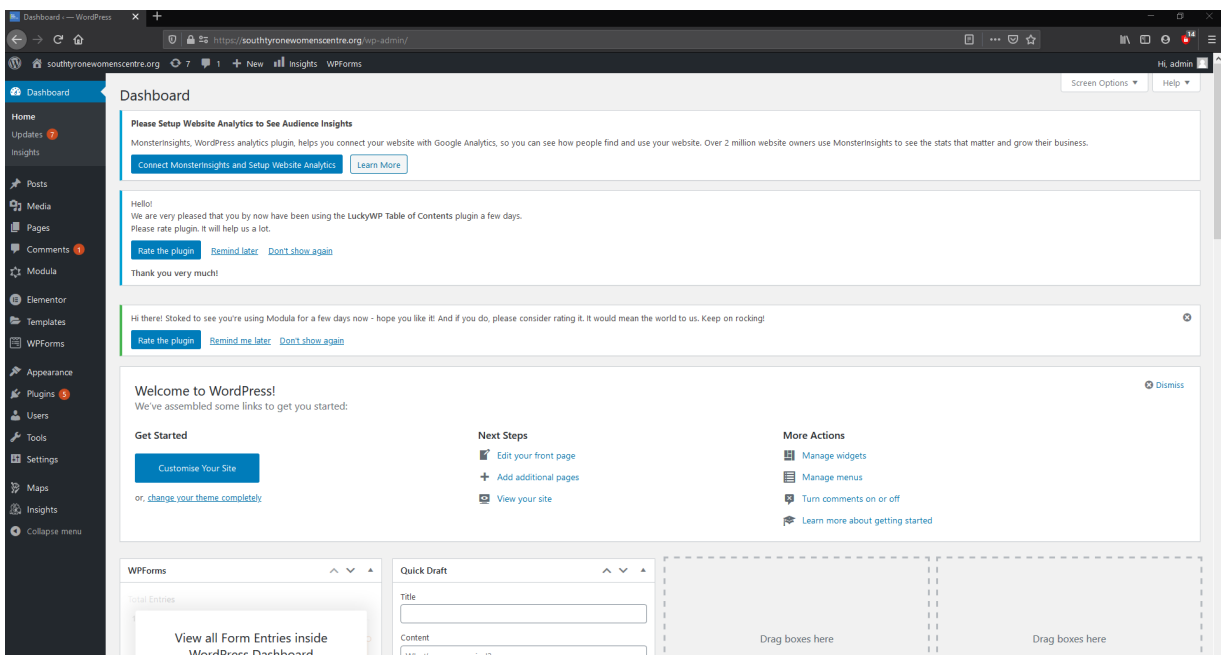 Dashboard ‹ — WordPress
https://southtyronewomenscentre.org/wp-admin/
14
southtyronewomenscentre.org 7 1 + New Insights WPForms Hi, admin
Screen Options ▼ Help ▼
Dashboard
Home
Updates 7
Insights
Posts
Media
Pages
Comments 1
Modula
Elementor
Templates
WPForms
Appearance
Plugins 5
Users
Tools
Settings
Maps
Insights
Collapse menu
Dashboard
Please Setup Website Analytics to See Audience Insights
MonsterInsights, WordPress analytics plugin, helps you connect your website with Google Analytics, so you can see how people find and use your website. Over 2 million website owners use MonsterInsights to see the stats that matter and grow their business.
Connect MonsterInsights and Setup Website Analytics Learn More
Hello!
We are very pleased that you by now have been using the LuckyWP Table of Contents plugin a few days.
Please rate plugin. It will help us a lot.
Rate the plugin Remind later Don't show again
Thank you very much!
Hi there! Stoked to see you're using Modula for a few days now - hope you like it! And if you do, please consider rating it. It would mean the world to us. Keep on rocking!
Rate the plugin Remind me later Don't show again
Welcome to WordPress!
Dismiss
We've assembled some links to get you started:
Get Started
Customise Your Site
or, change your theme completely
Next Steps
Edit your front page
Add additional pages
View your site
More Actions
Manage widgets
Manage menus
Turn comments on or off
Learn more about getting started
WPForms
Total Entries
View all Form Entries inside
WordPress Dashboard
Quick Draft
Title
Content
Drag boxes here
Drag boxes here